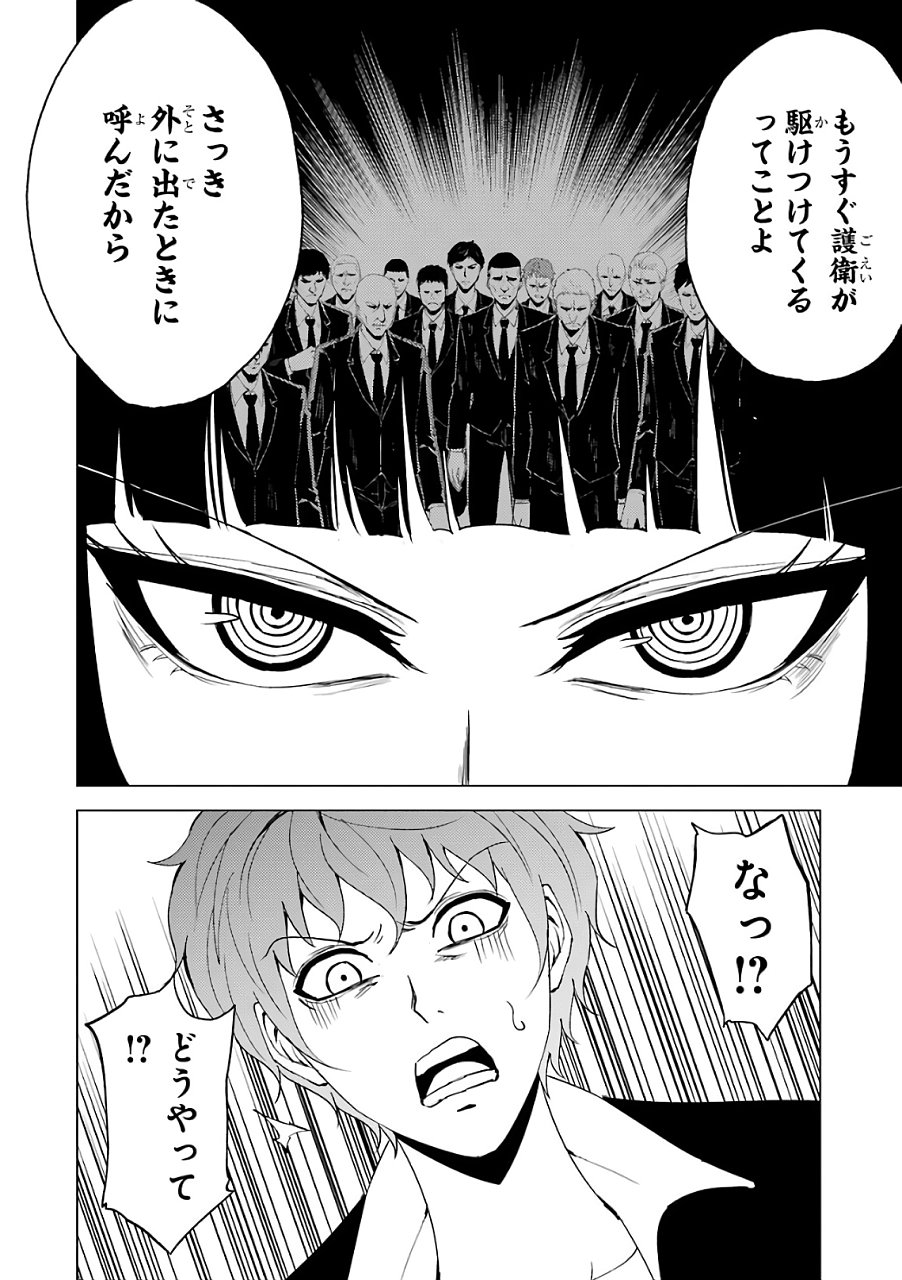 もうすぐ護衛が
駆けつけてくる
ってことよ
さっき
外に出たときに
呼んだから
なっ!?
どうやって
!?